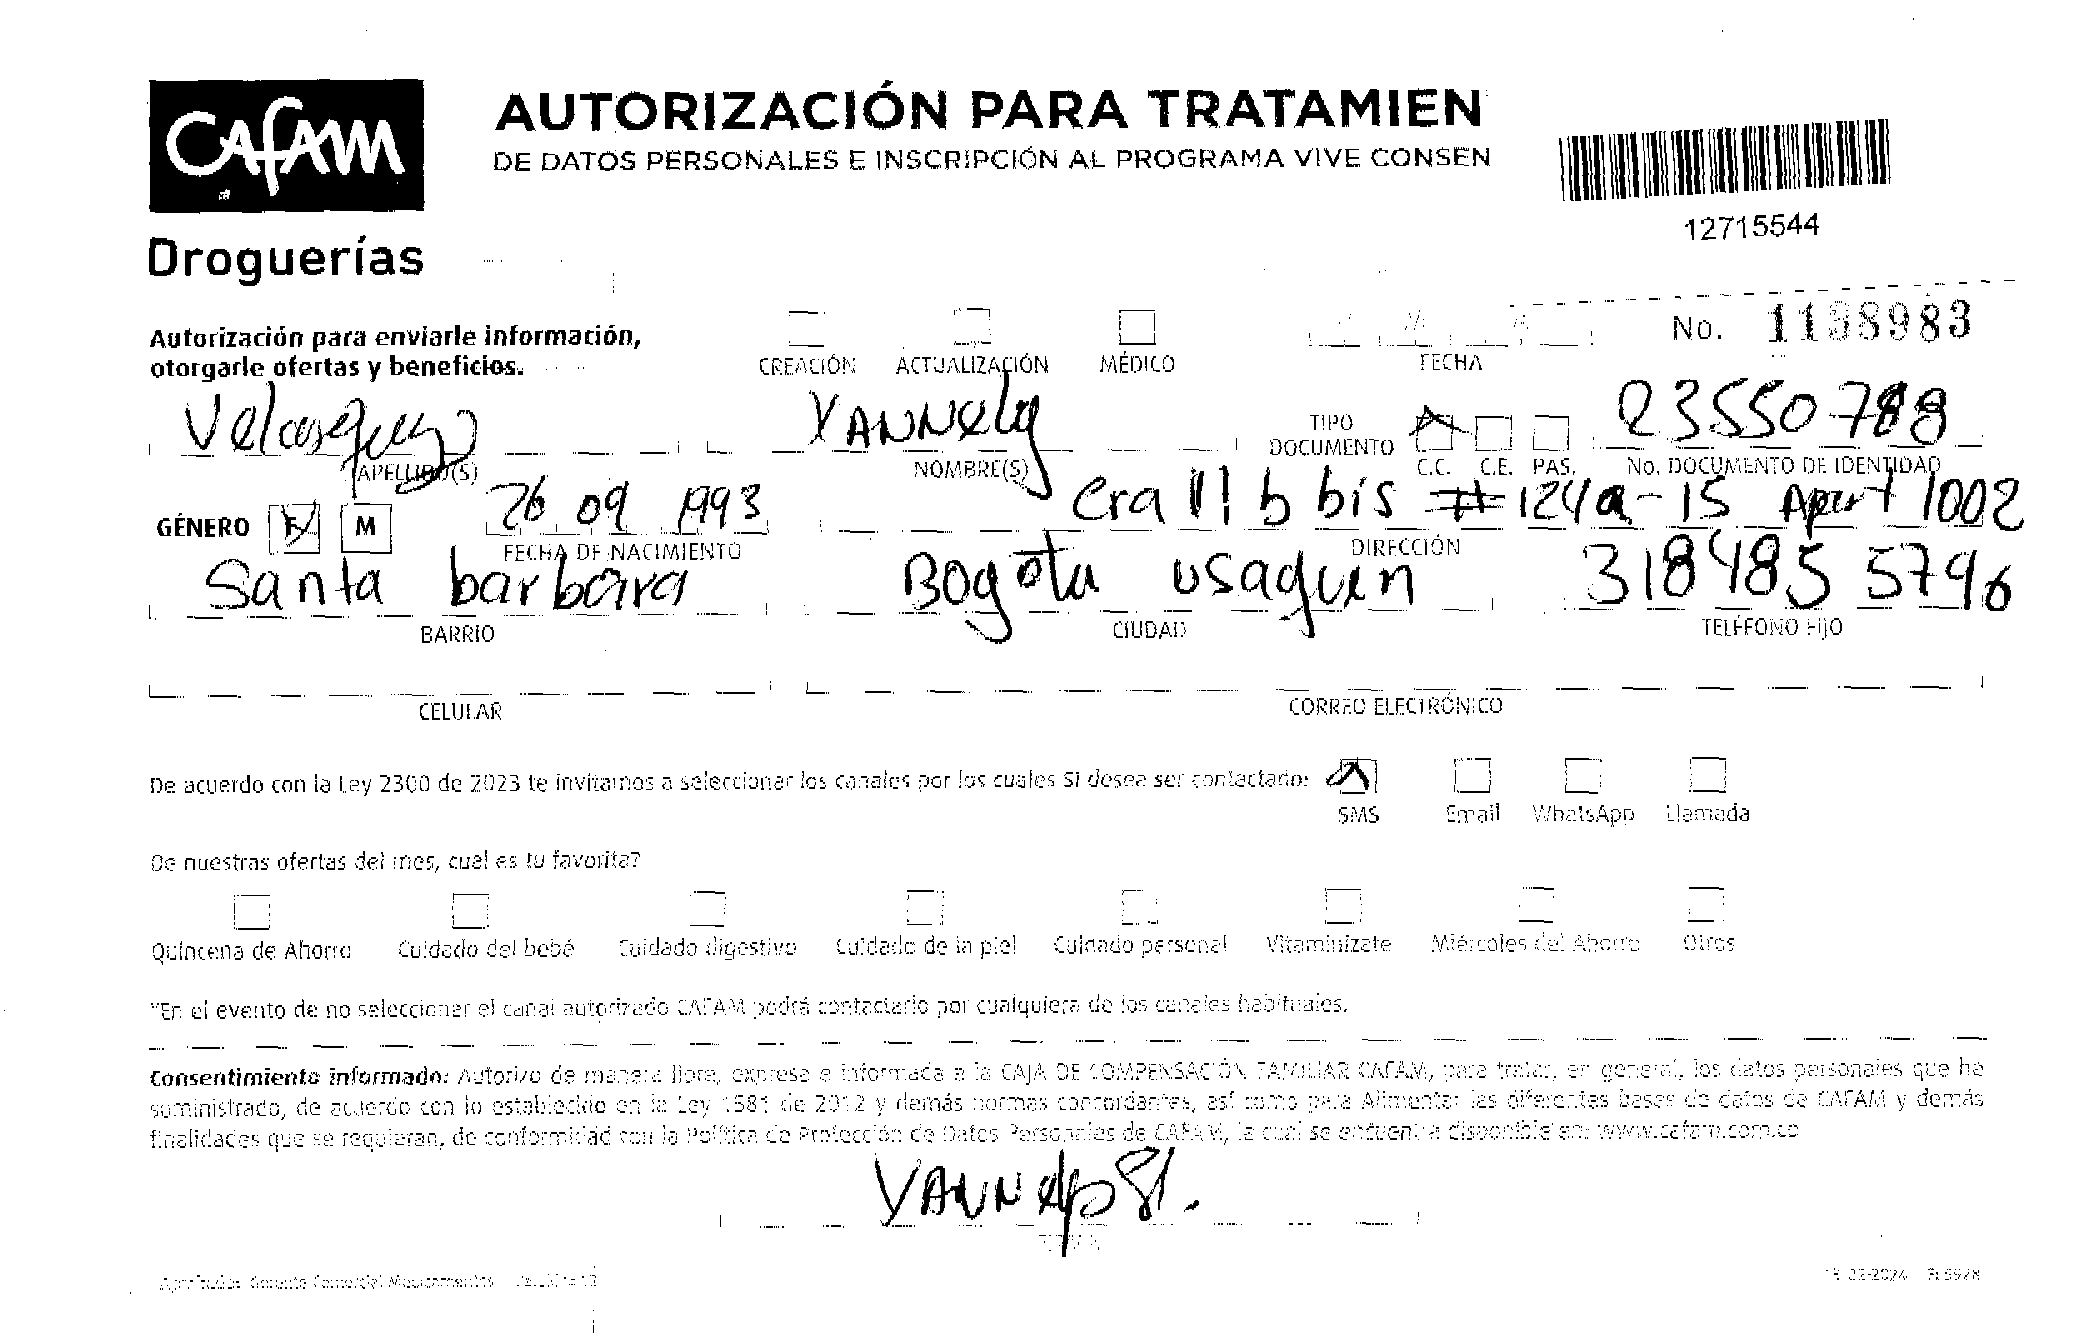 CAFAM
Droguerías
AUTORIZACIÓN PARA TRATAMIEN
DE DATOS PERSONALES E INSCRIPCIÓN AL PROGRAMA VIVE CONSEN
12715544
Autorización para enviarle información,
otorgarle ofertas y beneficios.
CREACIÓN ACTUALIZACIÓN MÉDICO FECHA
No. 1138983
Velasquez YANNely TIPO DOCUMENTO 23550788
APELLIDO(S) NOMBRE(S) C.C. C.E. PAS. No. DOCUMENTO DE IDENTIDAD
GÉNERO F M 26 09 1993 cra 11 b bis # 124a-15 Apart 1002
FECHA DE NACIMIENTO DIRECCIÓN
Santa barbara Bogota usaquen 318485 5796
BARRIO CIUDAD TELÉFONO FIJO
CELULAR CORREO ELECTRÓNICO
De acuerdo con la Ley 2300 de 2023 te invitamos a seleccionar los canales por los cuales SI desea ser contactado:
SMS Email WhatsApp Llamada
De nuestras ofertas del mes, cual es tu favorita?
Quincena de Ahorro Cuidado del bebé Cuidado digestivo Cuidado de la piel Cuidado personal Vitaminízate Miércoles del Ahorro Otros
*En el evento de no seleccionar el canal autorizado CAFAM podrá contactarlo por cualquiera de los canales habituales.
Consentimiento informado: Autorizo de manera libre, expresa e informada a la CAJA DE COMPENSACIÓN FAMILIAR CAFAM, para tratar, en general, los datos personales que he
suministrado, de acuerdo con lo establecido en la Ley 1581 de 2012 y demás normas concordantes, así como para Alimentar las diferentes bases de datos de CAFAM y demás
finalidades que se requieran, de conformidad con la Política de Protección de Datos Personales de CAFAM, la cual se encuentra disponible en: www.cafam.com.co
YANNely
FIRMA
Gerente Comercial Medicamentos